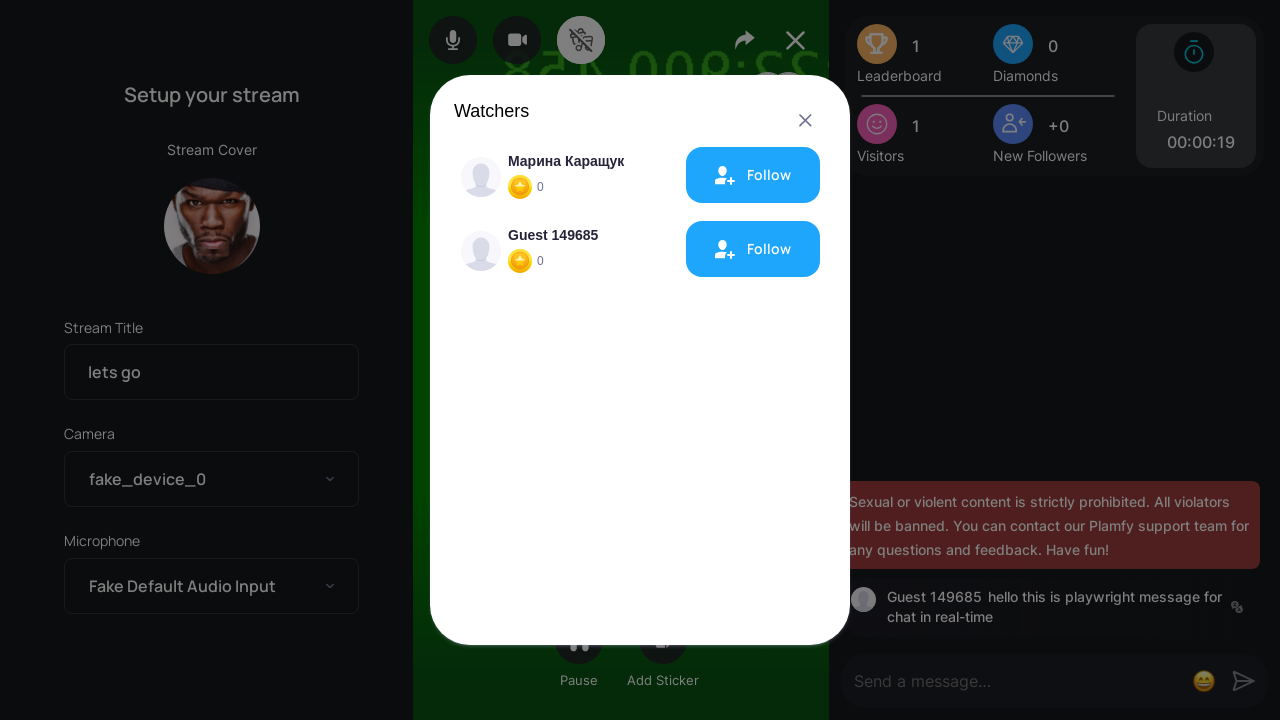 Setup your stream
Stream Cover
Stream Title
lets go
Camera
fake_device_0
Microphone
Fake Default Audio Input
Watchers
Марина Каращук
0
Follow
Guest 149685
0
Follow
Pause
Add Sticker
1
Leaderboard
0
Diamonds
1
Visitors
+0
New Followers
Duration
00:00:19
Sexual or violent content is strictly prohibited. All violators
will be banned. You can contact our Plamfy support team for
any questions and feedback. Have fun!
Guest 149685 hello this is playwright message for
chat in real-time
Send a message...